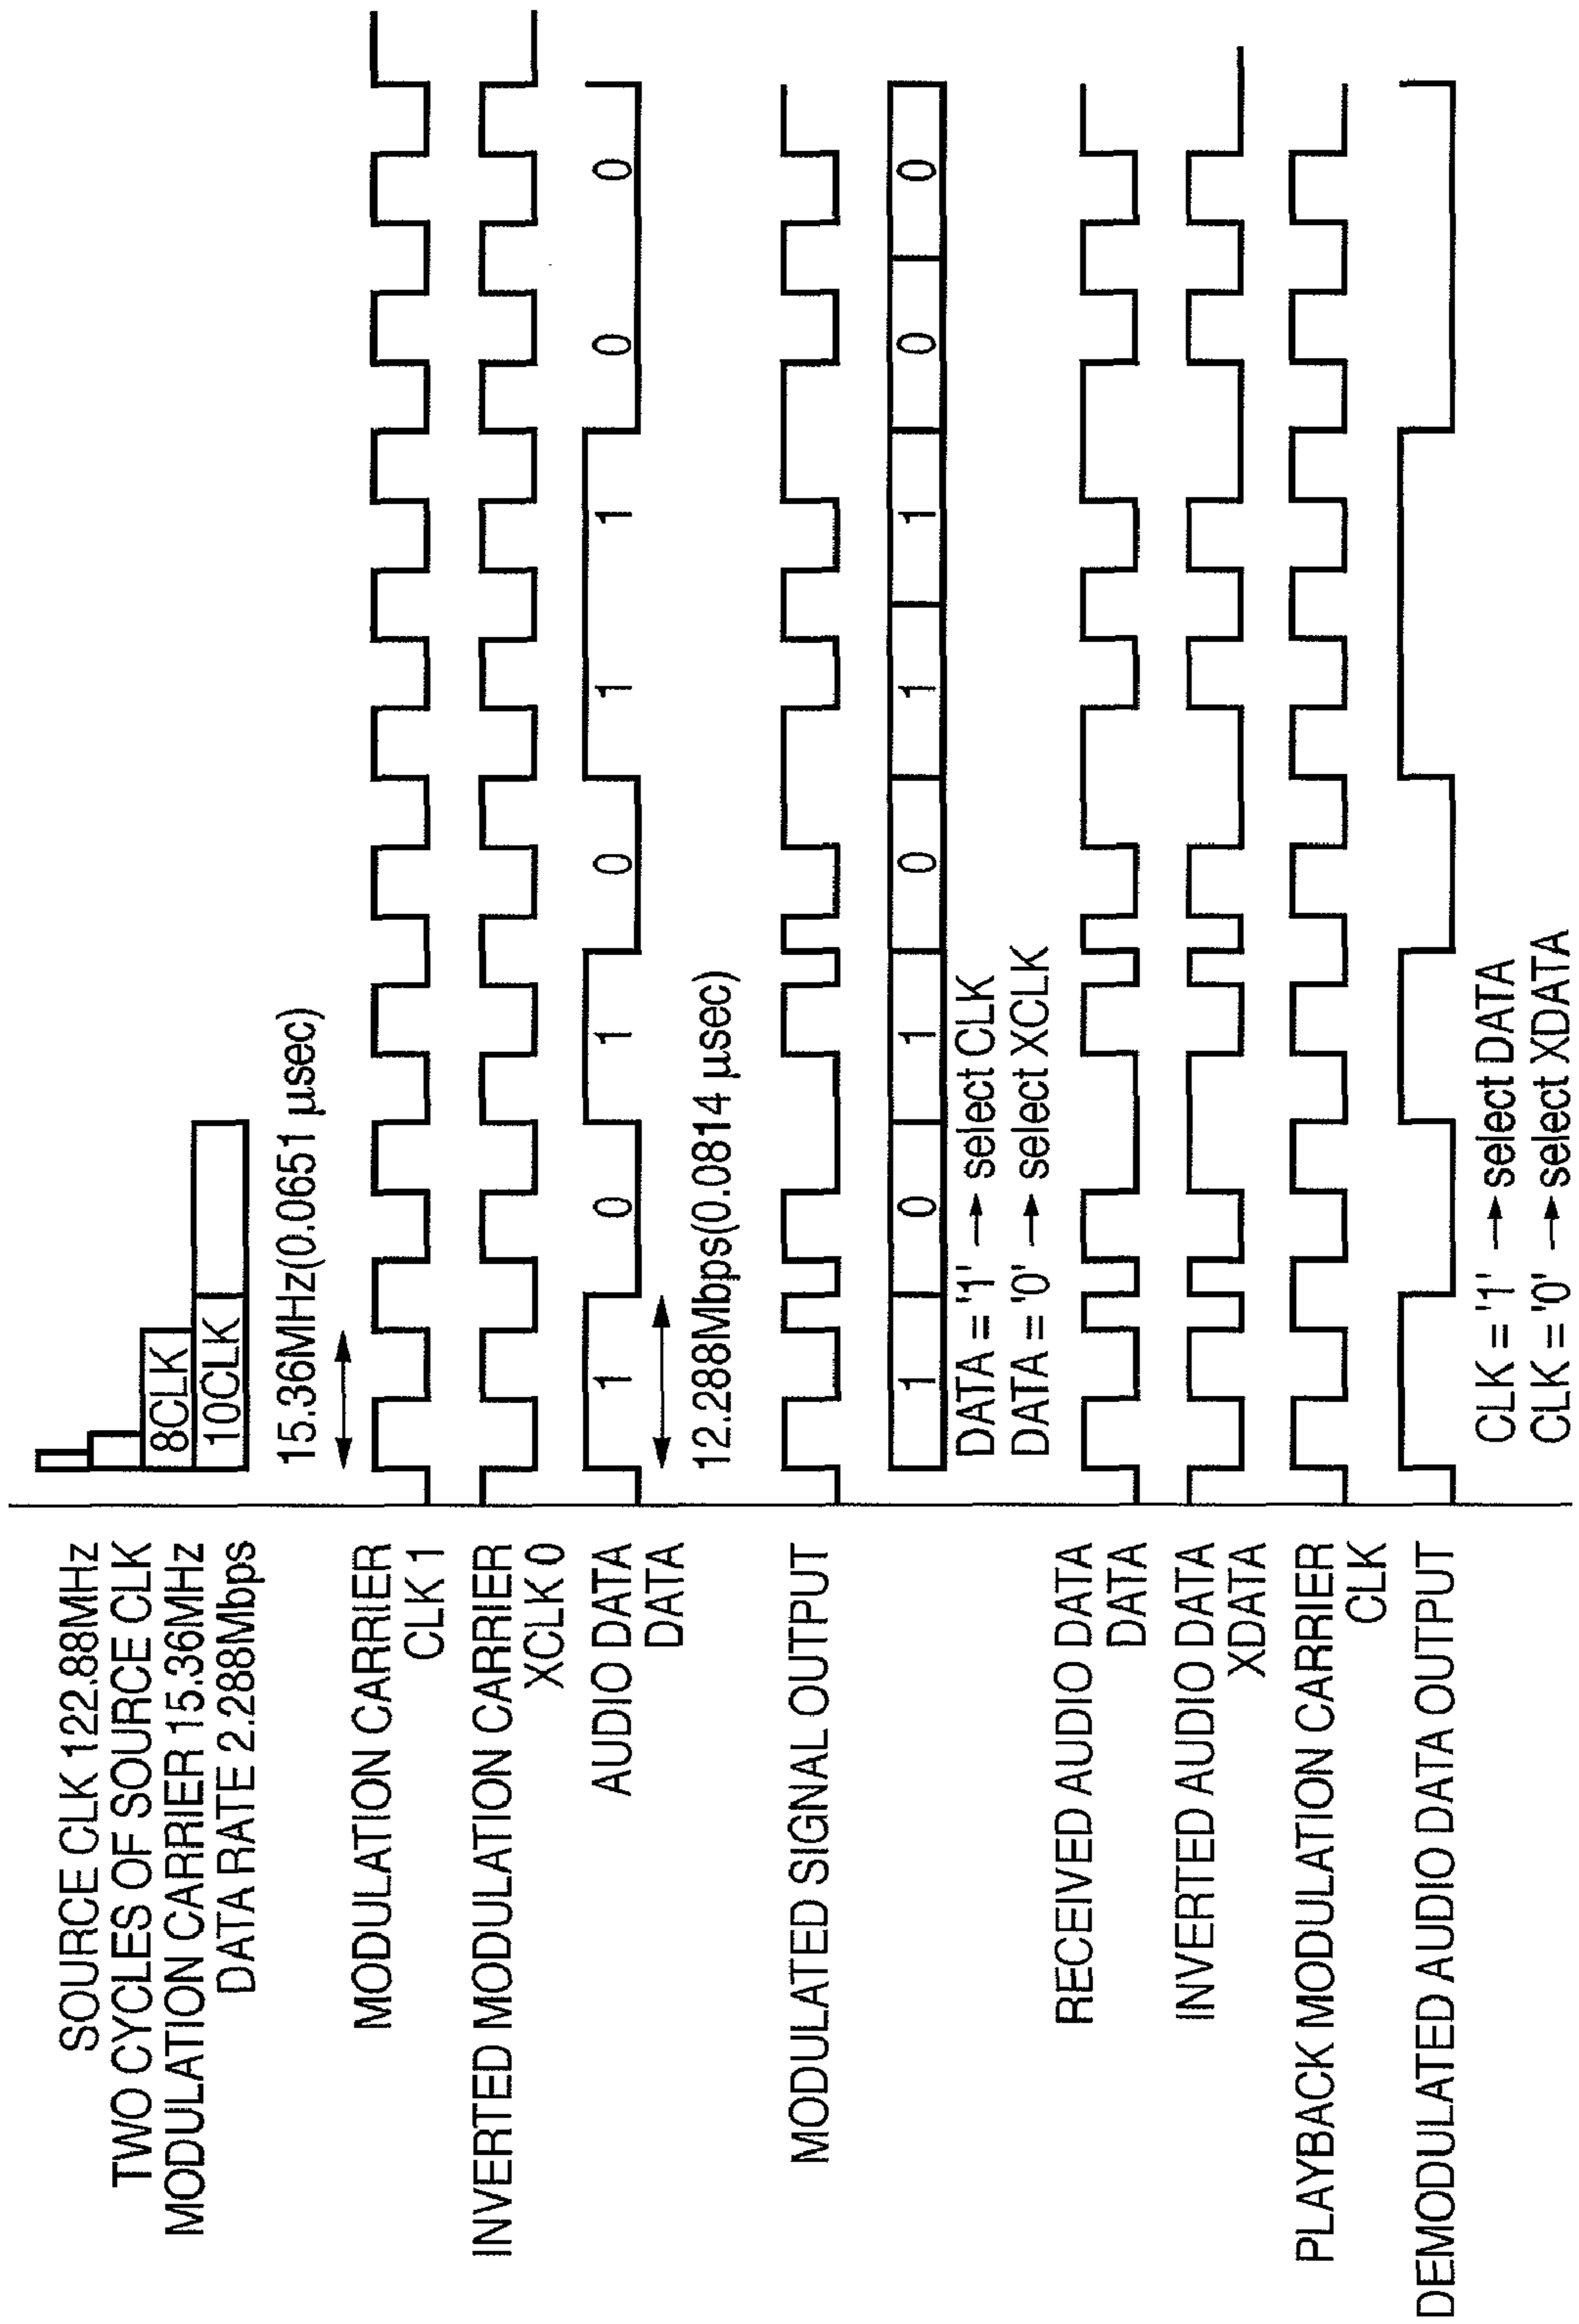 SOURCE CLK 122.88MHz
TWO CYCLES OF SOURCE CLK
MODULATION CARRIER 15.36MHz
8CLK
DATA RATE 2.288Mbps
10CLK
15.36MHz(0.0651 μsec)
MODULATION CARRIER
CLK 1
INVERTED MODULATION CARRIER
XCLK 0
AUDIO DATA
DATA
1 0 1 0 1 1 0 0
12.288Mbps(0.0814 μsec)
MODULATED SIGNAL OUTPUT
1 0 1 0 1 1 0 0
DATA = '1' → select CLK
DATA = '0' → select XCLK
RECEIVED AUDIO DATA
DATA
INVERTED AUDIO DATA
XDATA
PLAYBACK MODULATION CARRIER
CLK
DEMODULATED AUDIO DATA OUTPUT
CLK = '1' → select DATA
CLK = '0' → select XDATA